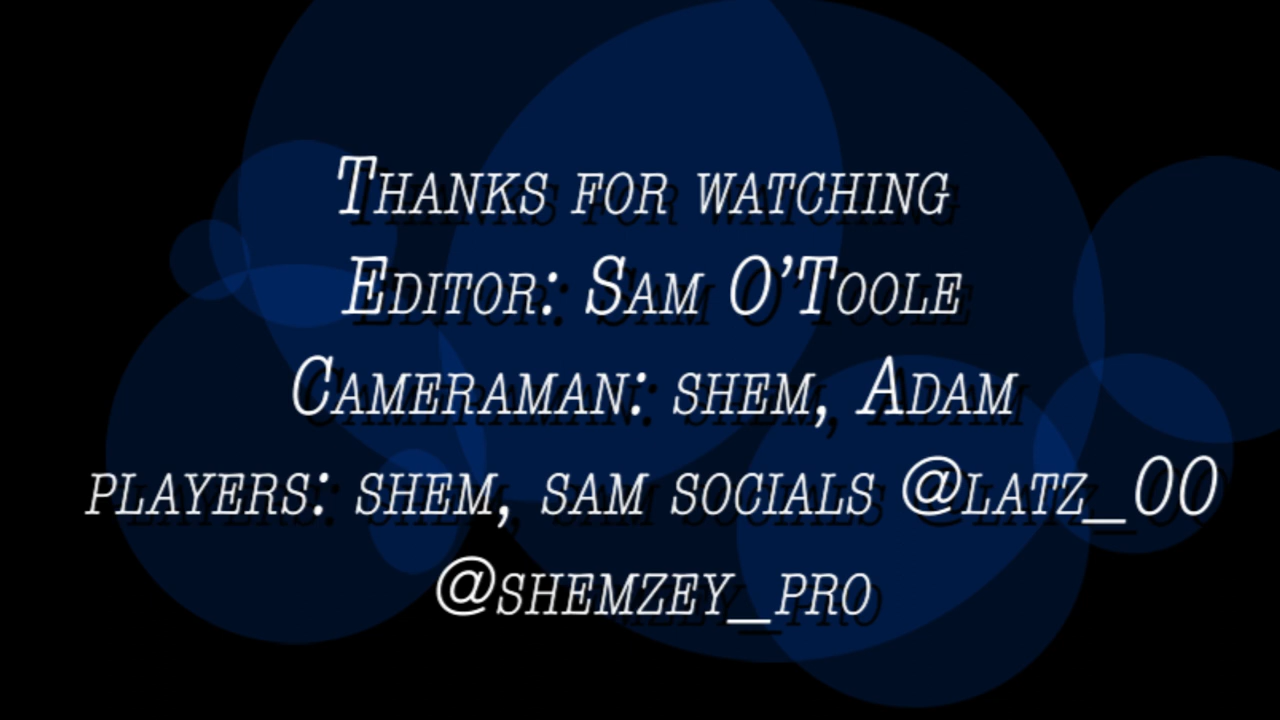 Thanks for watching
Editor: Sam O'Toole
Cameraman: shem, Adam
players: shem, sam socials @latz_00
@shemzey_pro